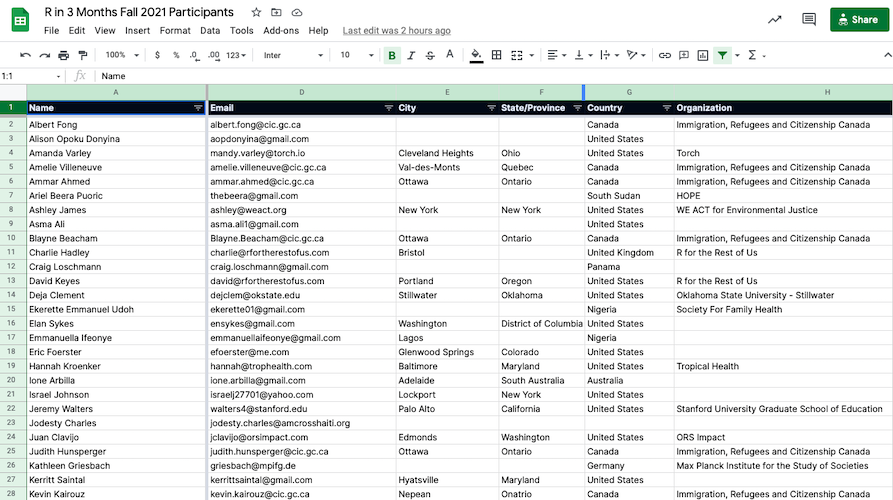 R in 3 Months Fall 2021 Participants
File Edit View Insert Format Data Tools Add-ons Help Last edit was 2 hours ago
Share
100% $ % .0 .00 123 Inter 10 B I S A
1:1 fx Name
A D E F G H
1 Name Email City State/Province Country Organization
2 Albert Fong albert.fong@cic.gc.ca Canada Immigration, Refugees and Citizenship Canada
3 Alison Opoku Donyina aopdonyina@gmail.com United States
4 Amanda Varley mandy.varley@torch.io Cleveland Heights Ohio United States Torch
5 Amelie Villeneuve amelie.villeneuve@cic.gc.ca Val-des-Monts Quebec Canada Immigration, Refugees and Citizenship Canada
6 Ammar Ahmed ammar.ahmed@cic.gc.ca Ottawa Ontario Canada Immigration, Refugees and Citizenship Canada
7 Ariel Beera Puoric thebeera@gmail.com South Sudan HOPE
8 Ashley James ashley@weact.org New York New York United States WE ACT for Environmental Justice
9 Asma Ali asma.ali1@gmail.com United States
10 Blayne Beacham Blayne.Beacham@cic.gc.ca Ottawa Ontario Canada Immigration, Refugees and Citizenship Canada
11 Charlie Hadley charlie@rfortherestofus.com Bristol United Kingdom R for the Rest of Us
12 Craig Loschmann craig.loschmann@gmail.com Panama
13 David Keyes david@rfortherestofus.com Portland Oregon United States R for the Rest of Us
14 Deja Clement dejclem@okstate.edu Stillwater Oklahoma United States Oklahoma State University - Stillwater
15 Ekerette Emmanuel Udoh ekerette01@gmail.com Nigeria Society For Family Health
16 Elan Sykes ensykes@gmail.com Washington District of Columbia United States
17 Emmanuella Ifeonye emmanuellaifeonye@gmail.com Lagos Nigeria
18 Eric Foerster efoerster@me.com Glenwood Springs Colorado United States
19 Hannah Kroenker hannah@trophealth.com Baltimore Maryland United States Tropical Health
20 Ione Arbilla ione.arbilla@gmail.com Adelaide South Australia Australia
21 Israel Johnson israelj27701@yahoo.com Lockport New York United States
22 Jeremy Walters walters4@stanford.edu Palo Alto California United States Stanford University Graduate School of Education
23 Jodesty Charles jodesty.charles@amcrosshaiti.org
24 Juan Clavijo jclavijo@orsimpact.com Edmonds Washington United States ORS Impact
25 Judith Hunsperger judith.hunsperger@cic.gc.ca Ottawa Ontario Canada Immigration, Refugees and Citizenship Canada
26 Kathleen Griesbach griesbach@mpifg.de Germany Max Planck Institute for the Study of Societies
27 Kerritt Saintal kerrittsaintal@gmail.com Hyatsville Maryland United States
28 Kevin Kairouz kevin.kairouz@cic.gc.ca Nepean Onatrio Canada Immigration, Refugees and Citizenship Canada